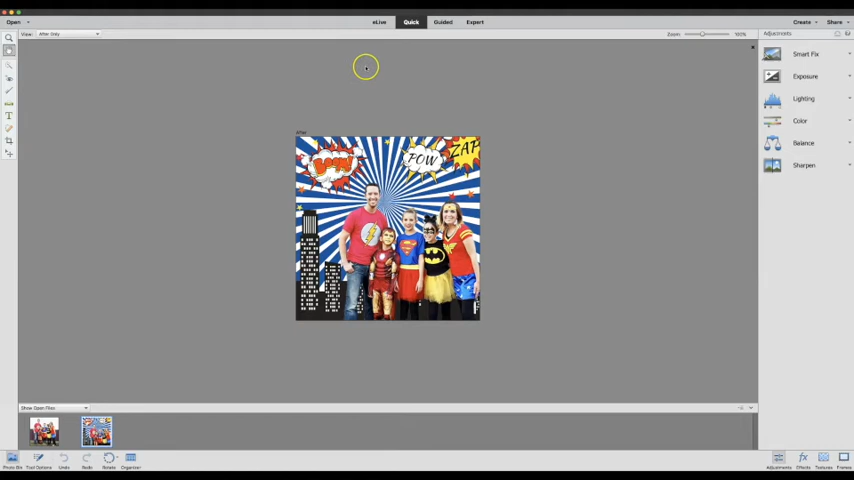 Open
eLive Quick Guided Expert
Create Share
View: After Only
Zoom: 100%
Adjustments
After
Smart Fix
Exposure
Lighting
Color
Balance
Sharpen
BOOM!
POW
ZAP
Show Open Files
Photo Bin Tool Options Undo Redo Rotate Organizer
Adjustments Effects Textures Frames